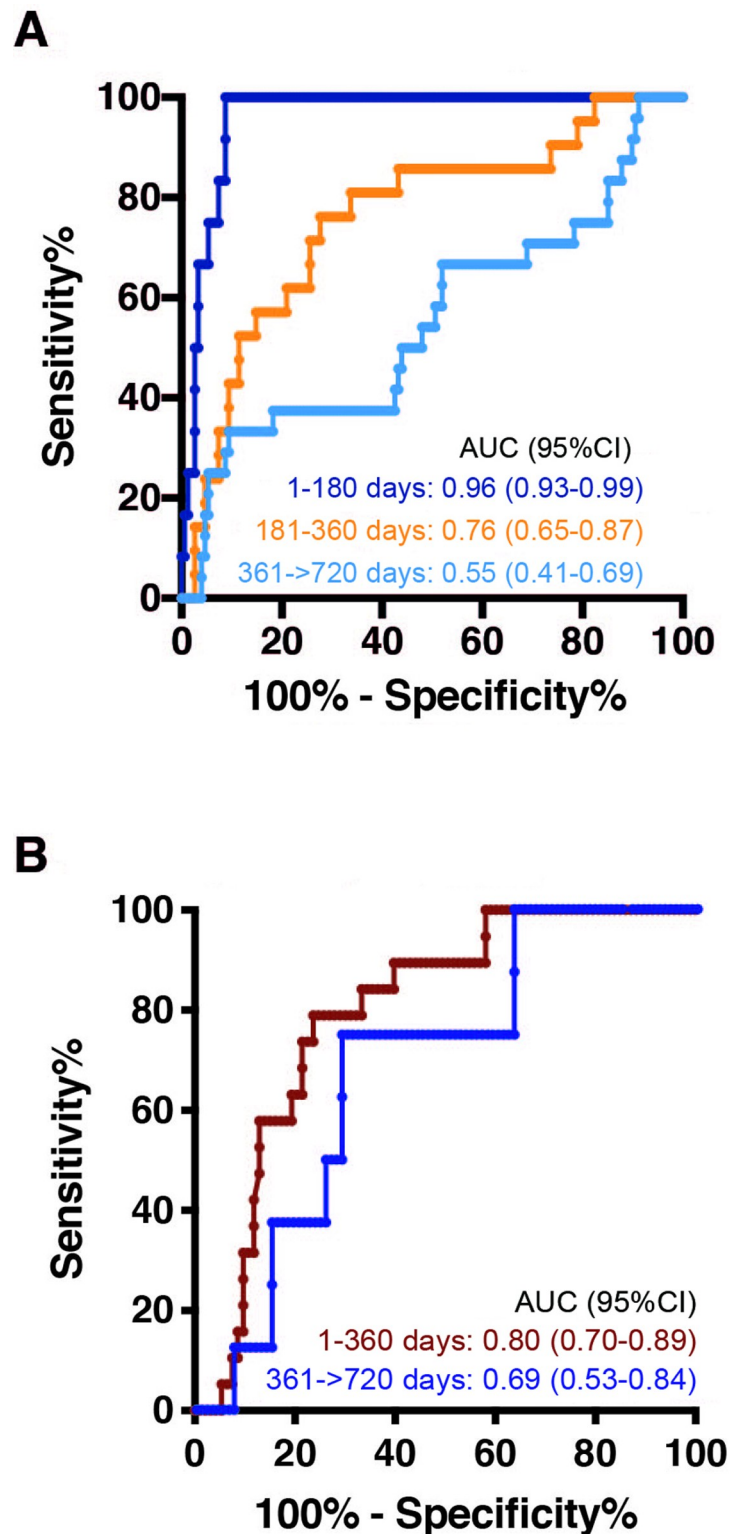 A
100
80
60
40
20
0
Sensitivity%
AUC (95%CI)
1-180 days: 0.96 (0.93-0.99)
181-360 days: 0.76 (0.65-0.87)
361->720 days: 0.55 (0.41-0.69)
0 20 40 60 80 100
100% - Specificity%
B
100
80
60
40
20
0
Sensitivity%
AUC (95%CI)
1-360 days: 0.80 (0.70-0.89)
361->720 days: 0.69 (0.53-0.84)
0 20 40 60 80 100
100% - Specificity%